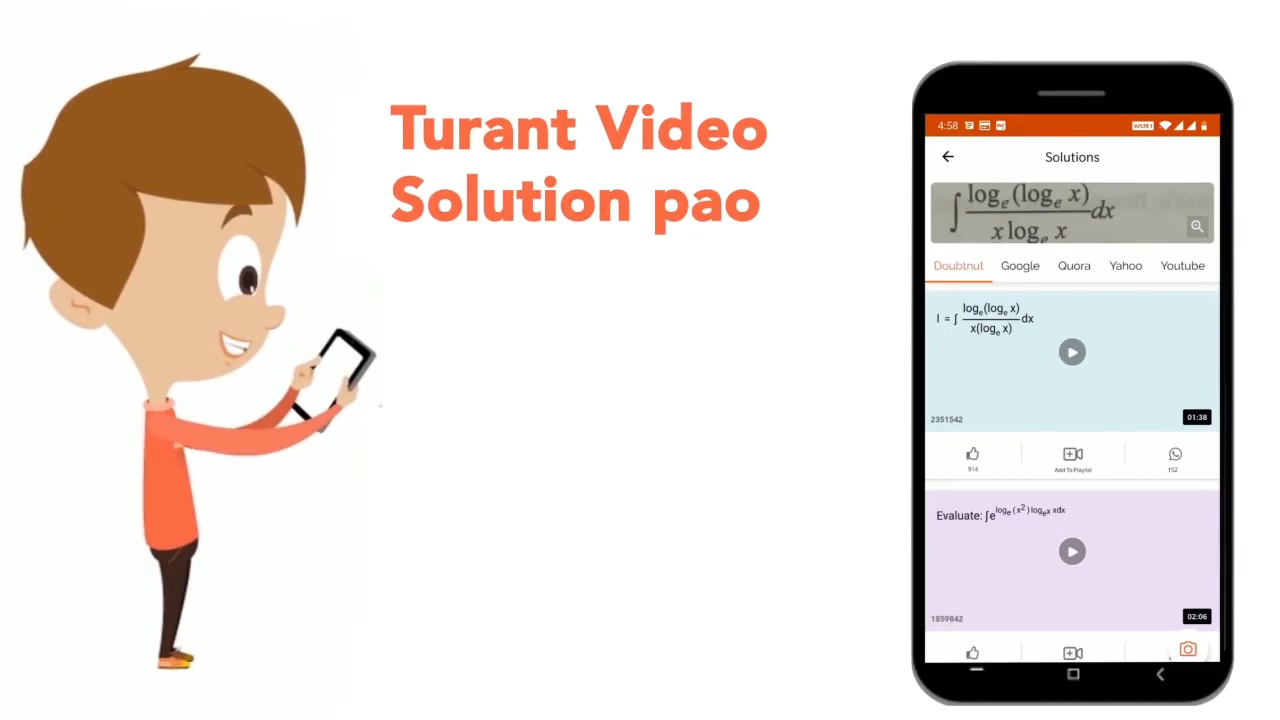 Turant Video
Solution pao
4:58
VoLTE1
Solutions
∫ logₑ(logₑ x) / x logₑ x dx
Doubtnut Google Quora Yahoo Youtube
I = ∫ logₑ(logₑ x) / x(logₑ x) dx
2351542 01:38
914 Add To Playlist 152
Evaluate: ∫e^logₑ(x²)logₑx xdx
1859842 02:06